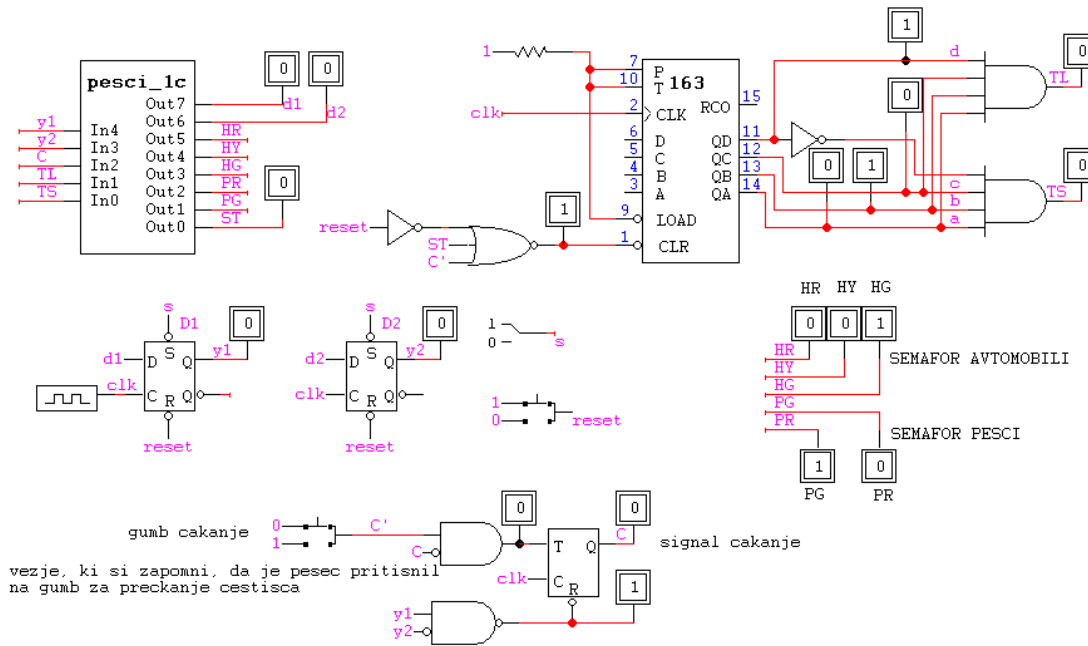 pesci_lc
Out7
Out6
In4 Out5
In3 Out4
In2 Out3
In1 Out2
In0 Out1
Out0
y1
y2
C
TL
TS
d1
d2
HR
HY
HG
PR
PG
ST
0
0
0
1
clk
7
10
2
6
5
4
3
9
1
P
T
163
CLK
D
C
B
A
LOAD
CLR
RCO
QD
QC
QB
QA
15
11
12
13
14
reset
ST
C'
1
1
0
0
1
d
c
b
a
TL
0
TS
0
s
D1
d1
D S Q
y1
0
clk
C R Q
reset
s
D2
d2
D S Q
y2
0
clk
C R Q
reset
1
0
s
1
0
reset
HR HY HG
0 0 1
HR
HY
HG
PG
PR
SEMAFOR AVTOMOBILI
SEMAFOR PESCI
1 0
PG PR
gumb cakanje
0
1
C'
C
0
T Q
C
0
clk
C R
signal cakanje
vezje, ki si zapomni, da je pesec pritisnil
na gumb za preckanje cestisca
y1
y2
1